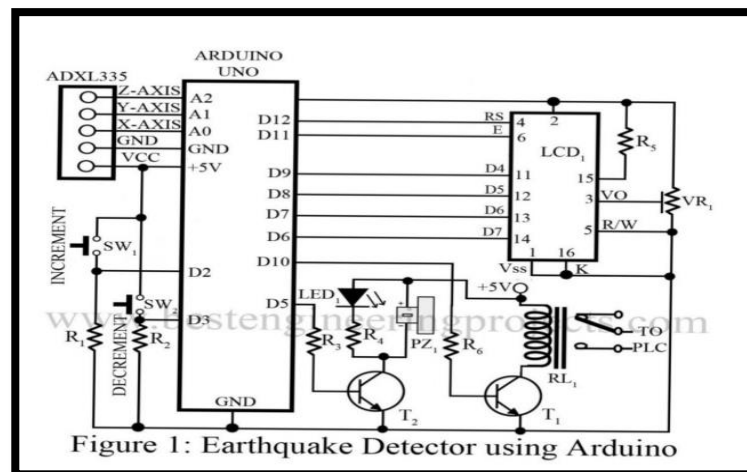 ARDUINO
UNO
ADXL335
Z-AXIS
Y-AXIS
X-AXIS
GND
VCC
A2
A1
A0
GND
+5V
D12
D11
D9
D8
D7
D6
D10
D5
D2
D3
GND
RS
E
D4
D5
D6
D7
4
6
11
12
13
14
2
LCD1
15
3
5
1
16
VO
R/W
Vss
K
R5
VR1
INCREMENT
SW1
DECREMENT
SW2
R1
R2
LED1
R3
R4
PZ1
R6
+5V
RL1
TO
PLC
T2
T1
www.bestengineeringproducts.com
Figure 1: Earthquake Detector using Arduino